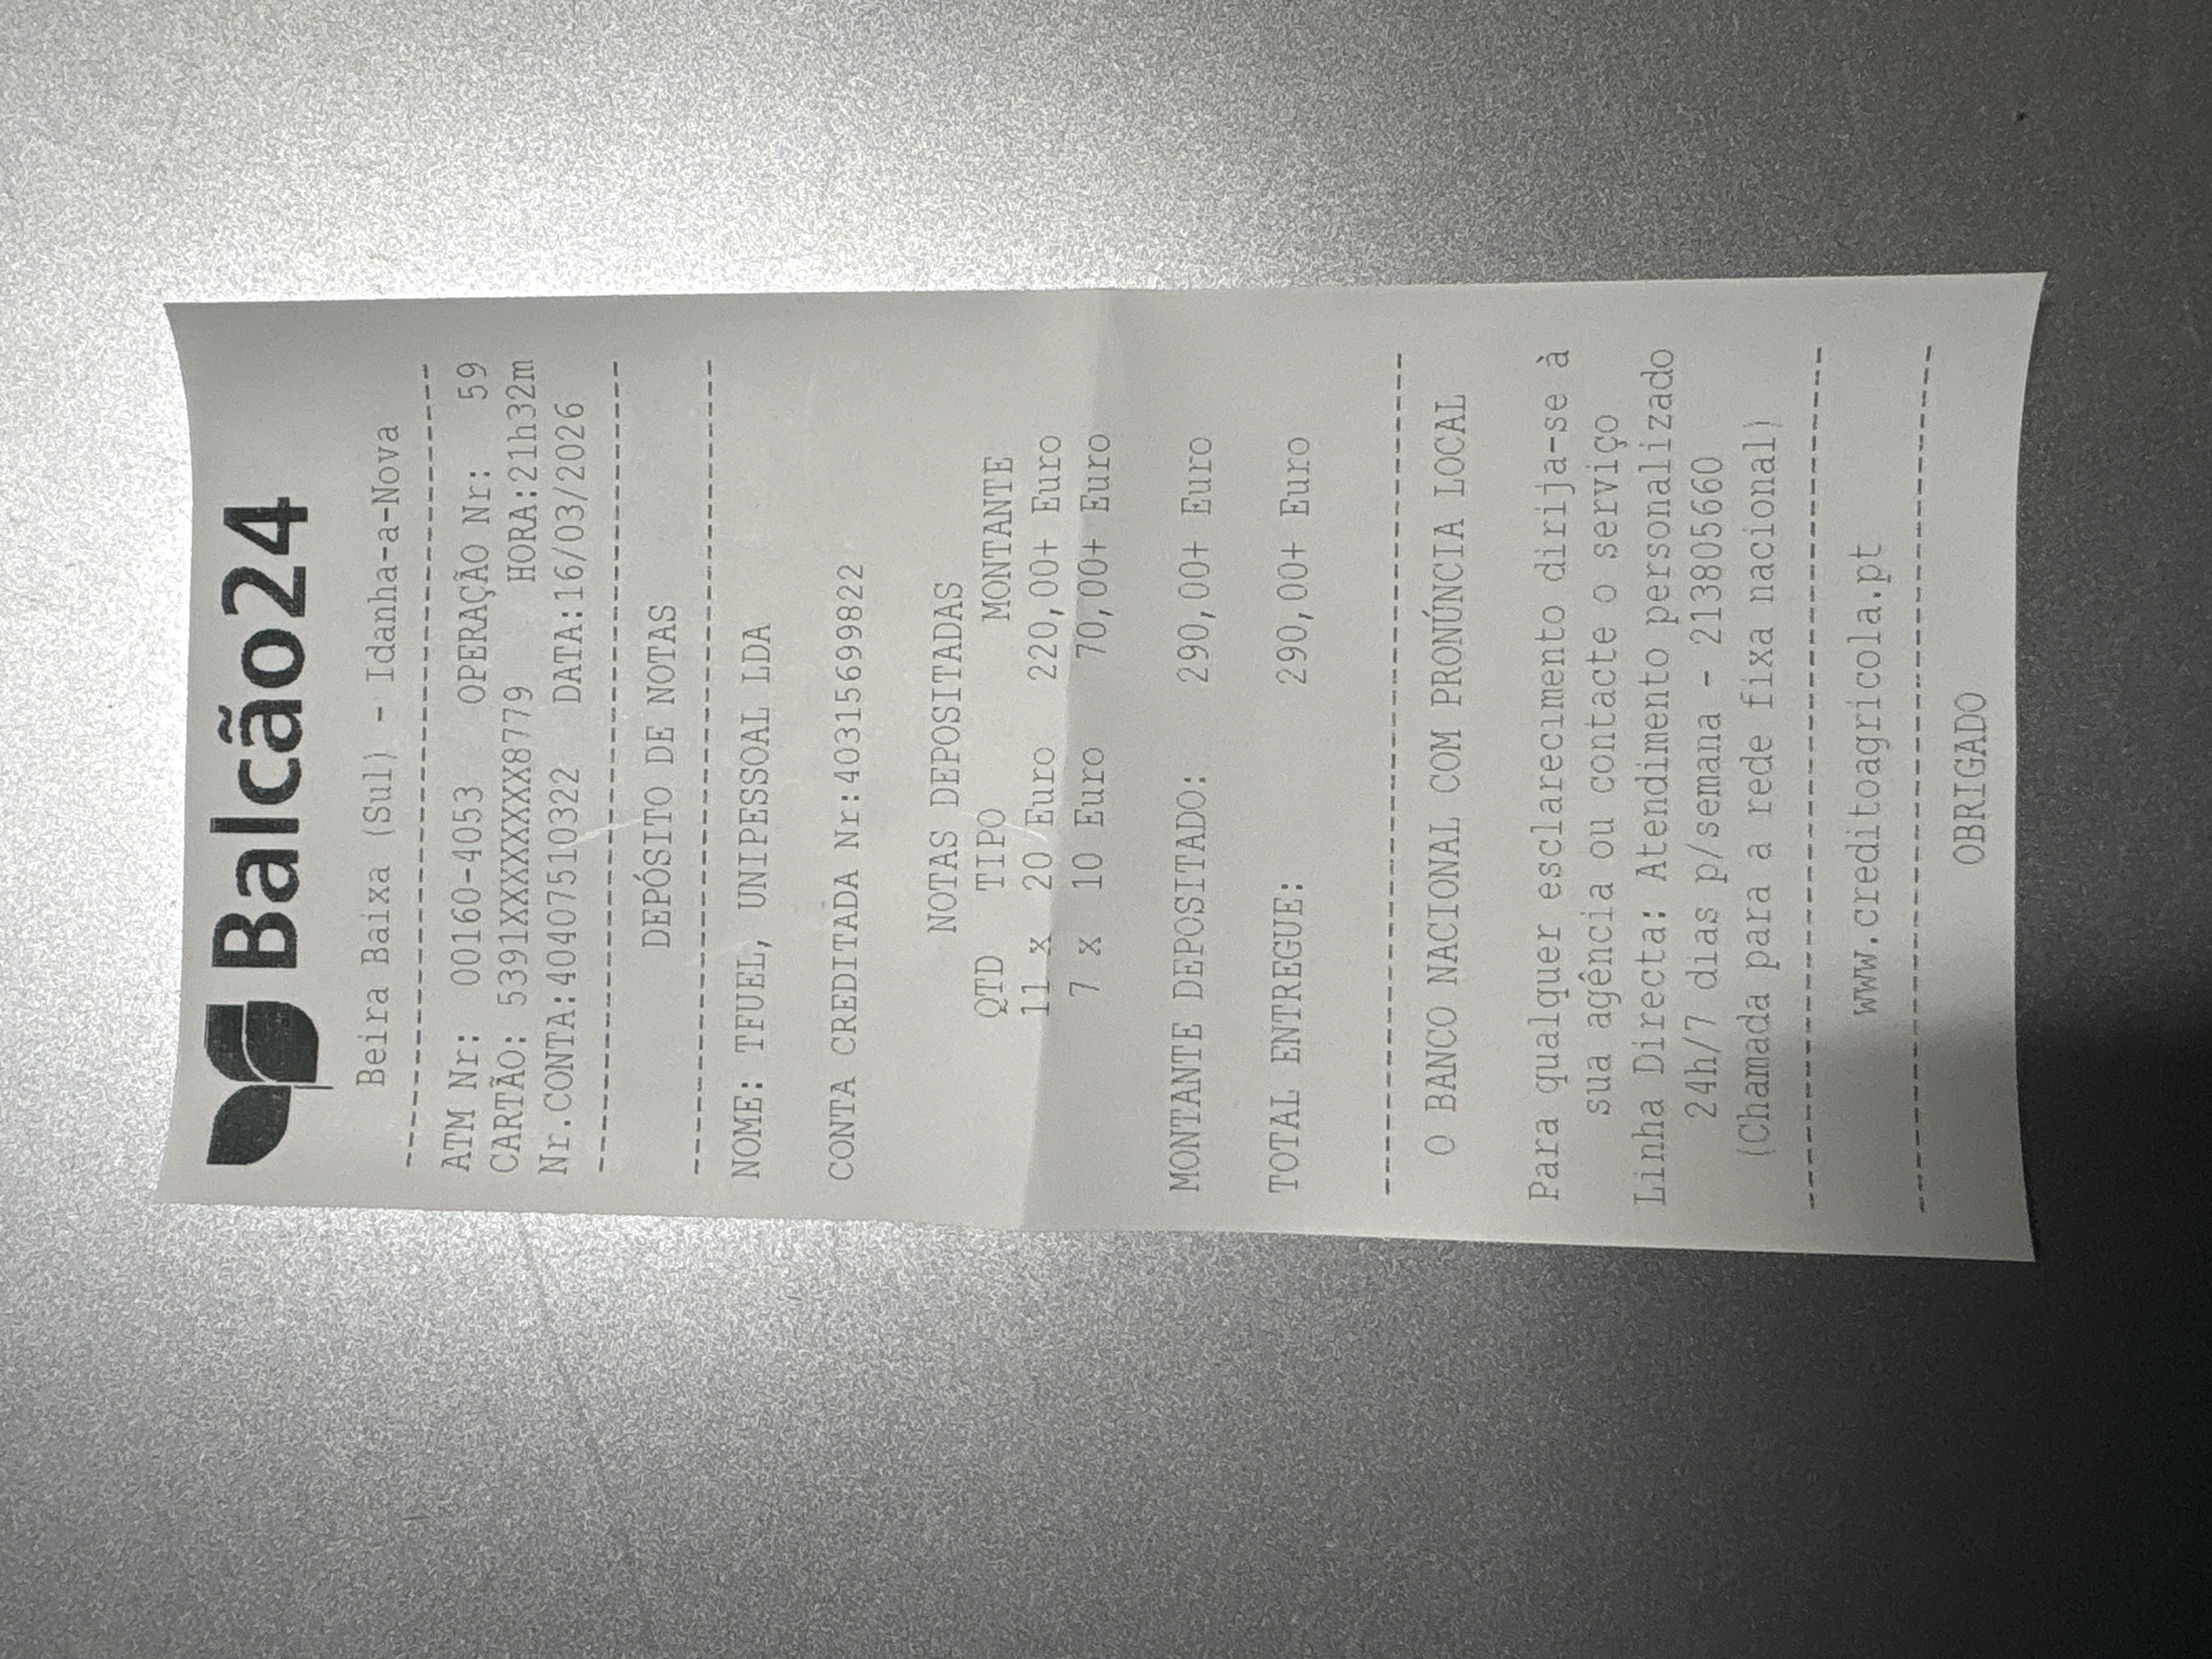 Balcão24
Beira Baixa (Sul) - Idanha-a-Nova
--------------------------------------------
ATM Nr: 00160-4053 OPERAÇÃO Nr: 59
CARTÃO: 5391XXXXXXXX8779 HORA:21h32m
Nr.CONTA:40407510322 DATA:16/03/2026
--------------------------------------------
DEPÓSITO DE NOTAS
--------------------------------------------
NOME: TFUEL, UNIPESSOAL LDA
CONTA CREDITADA Nr:40315699822
NOTAS DEPOSITADAS
QTD TIPO MONTANTE
11 x 20 Euro 220,00+ Euro
7 x 10 Euro 70,00+ Euro
MONTANTE DEPOSITADO: 290,00+ Euro
TOTAL ENTREGUE: 290,00+ Euro
--------------------------------------------
O BANCO NACIONAL COM PRONÚNCIA LOCAL
Para qualquer esclarecimento dirija-se à
sua agência ou contacte o serviço
Linha Directa: Atendimento personalizado
24h/7 dias p/semana - 213805660
(Chamada para a rede fixa nacional)
--------------------------------------------
www.creditoagricola.pt
--------------------------------------------
OBRIGADO